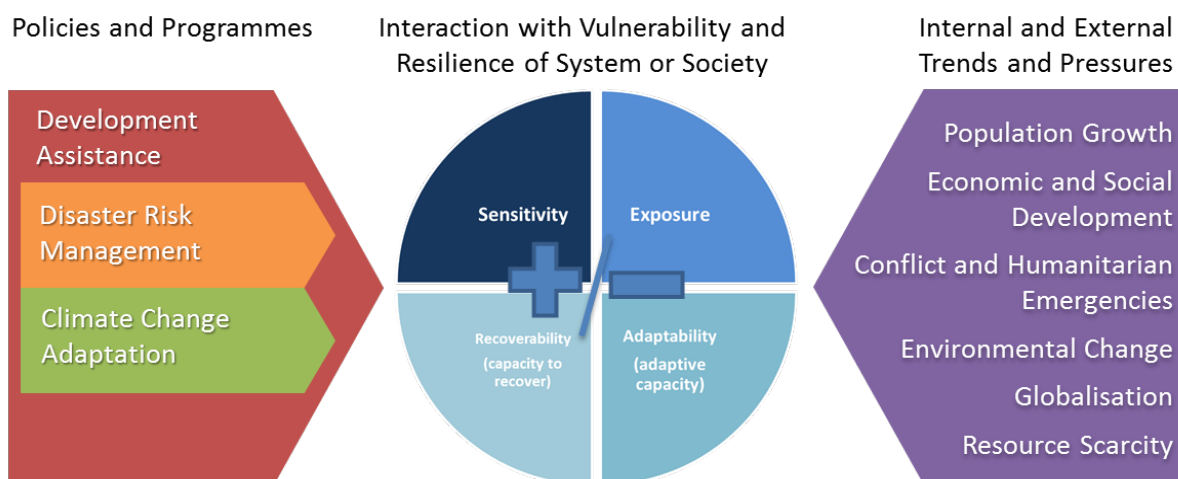 Policies and Programmes
Development
Assistance
Disaster Risk
Management
Climate Change
Adaptation
Interaction with Vulnerability and
Resilience of System or Society
Sensitivity
Exposure
Recoverability
(capacity to
recover)
Adaptability
(adaptive
capacity)
Internal and External
Trends and Pressures
Population Growth
Economic and Social
Development
Conflict and Humanitarian
Emergencies
Environmental Change
Globalisation
Resource Scarcity